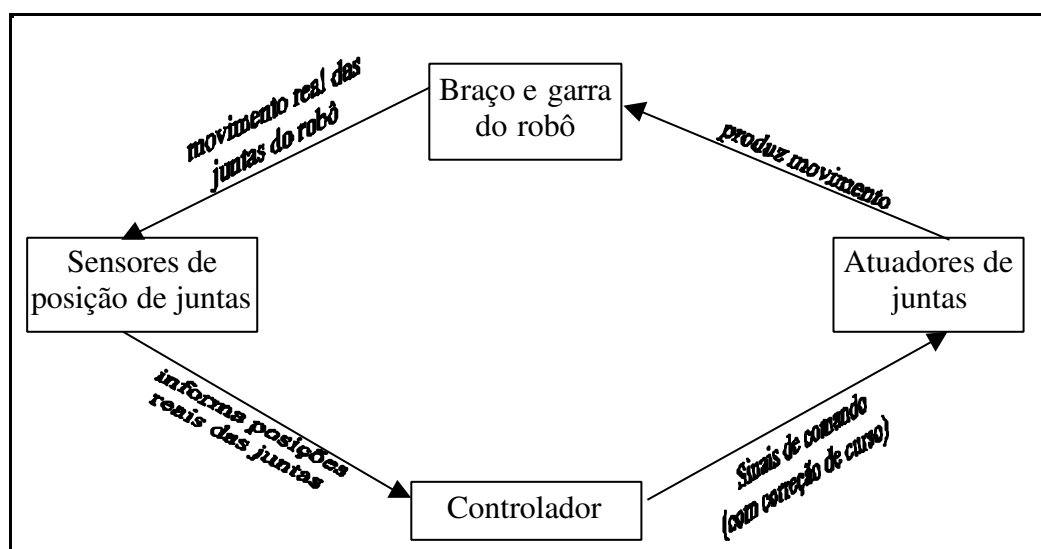 Braço e garra
do robô
movimento real das
juntas do robô
produz movimento
Sensores de
posição de juntas
Atuadores de
juntas
informa posições
reais das juntas
Sinais de comando
(com correção de curso)
Controlador